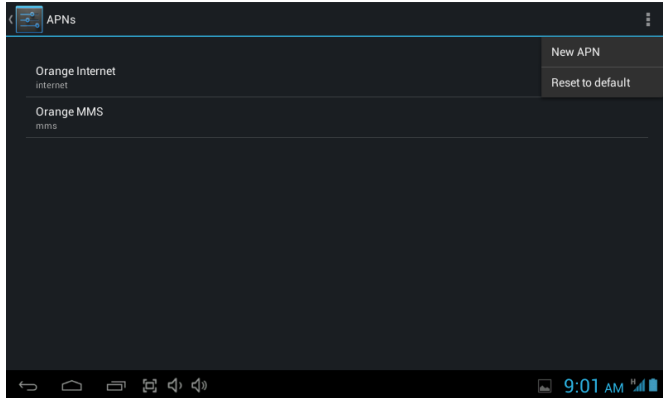 APNs
New APN
Reset to default
Orange Internet
internet
Orange MMS
mms
9:01 AM H